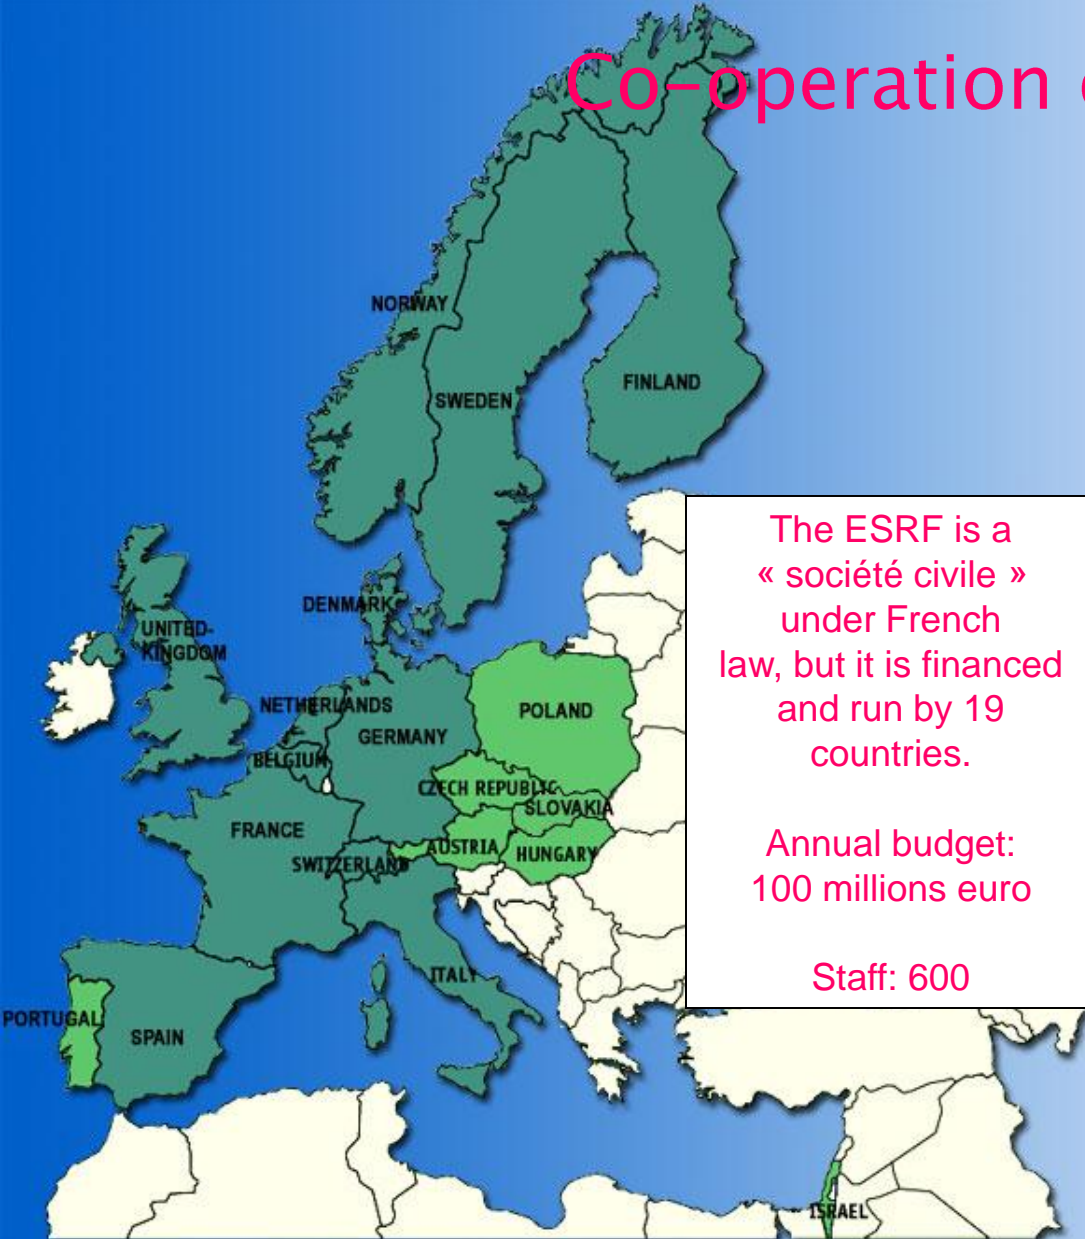 Co-operation
NORWAY
SWEDEN
FINLAND
DENMARK
UNITED-
KINGDOM
NETHERLANDS
GERMANY
BELGIUM
POLAND
CZECH REPUBLIC
SLOVAKIA
FRANCE
SWITZERLAND
AUSTRIA
HUNGARY
ITALY
PORTUGAL
SPAIN
ISRAEL
The ESRF is a
« société civile »
under French
law, but it is financed
and run by 19
countries.
Annual budget:
100 millions euro
Staff: 600